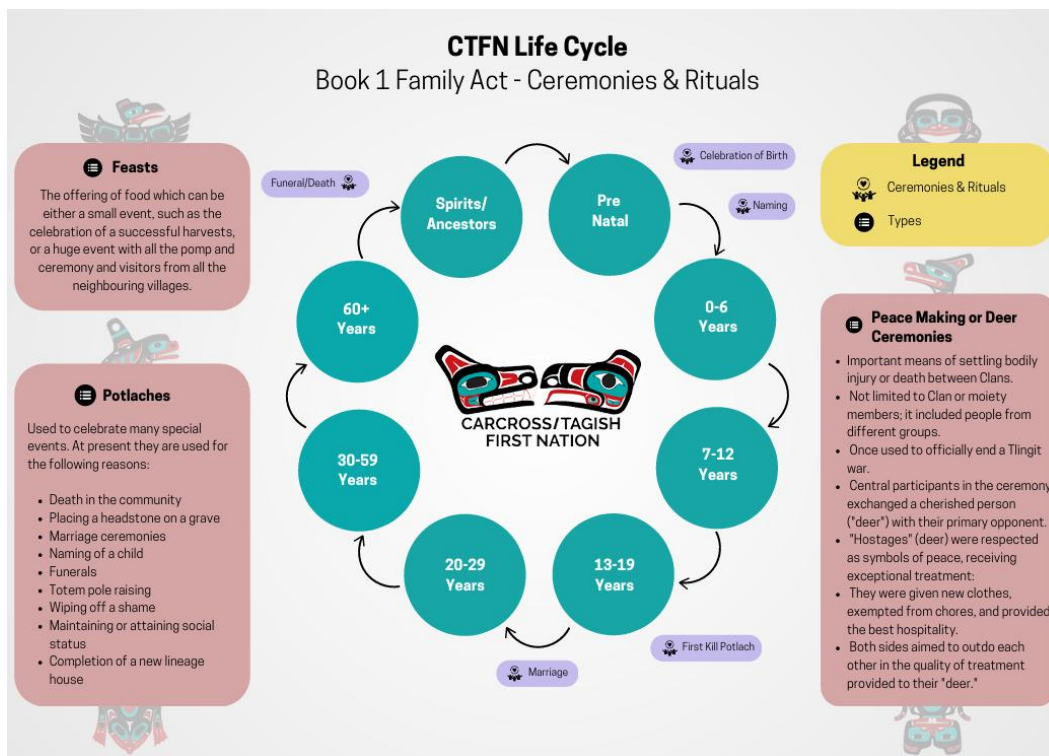 CTFN Life Cycle
Book 1 Family Act - Ceremonies & Rituals
Feasts
The offering of food which can be
either a small event, such as the
celebration of a successful harvests,
or a huge event with all the pomp and
ceremony and visitors from all the
neighbouring villages.
Potlaches
Used to celebrate many special
events. At present they are used for
the following reasons:
• Death in the community
• Placing a headstone on a grave
• Marriage ceremonies
• Naming of a child
• Funerals
• Totem pole raising
• Wiping off a shame
• Maintaining or attaining social
status
• Completion of a new lineage
house
Funeral/Death
Spirits/
Ancestors
Pre
Natal
Celebration of Birth
Naming
0-6
Years
7-12
Years
13-19
Years
First Kill Potlach
Marriage
20-29
Years
30-59
Years
60+
Years
CARCROSS/TAGISH
FIRST NATION
Legend
Ceremonies & Rituals
Types
Peace Making or Deer
Ceremonies
• Important means of settling bodily
injury or death between Clans.
• Not limited to Clan or moiety
members; it included people from
different groups.
• Once used to officially end a Tlingit
war.
• Central participants in the ceremony
exchanged a cherished person
("deer") with their primary opponent.
• "Hostages" (deer) were respected
as symbols of peace, receiving
exceptional treatment:
• They were given new clothes,
exempted from chores, and provided
the best hospitality.
• Both sides aimed to outdo each
other in the quality of treatment
provided to their "deer."